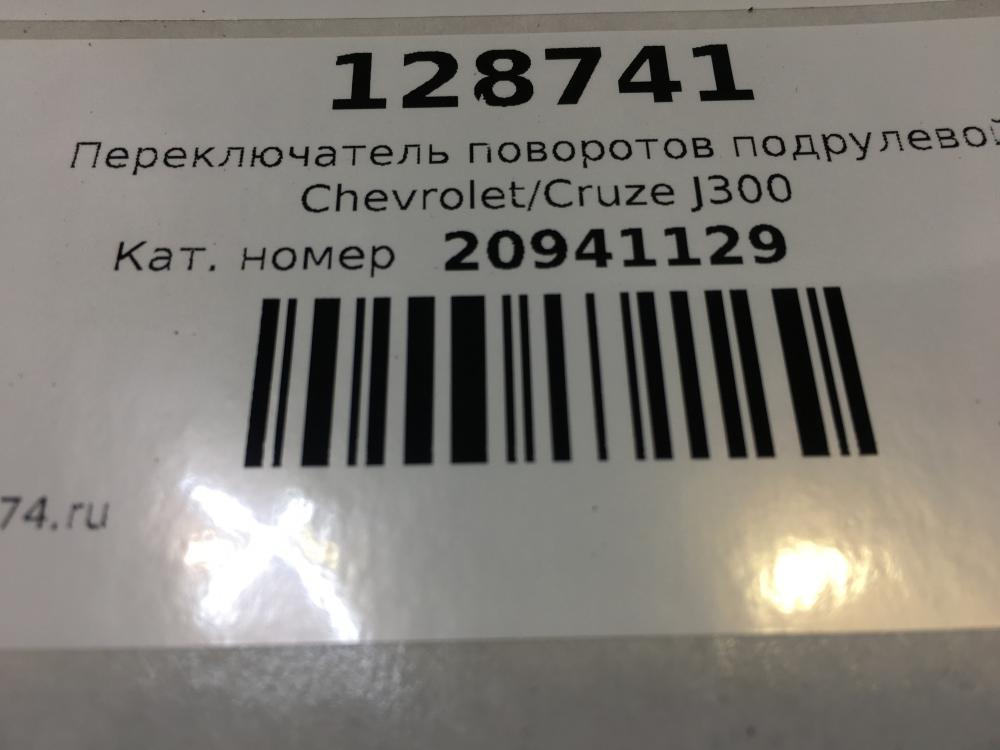 128741
Переключатель поворотов подрулевой
Chevrolet/Cruze J300
Кат. номер 20941129
74.ru